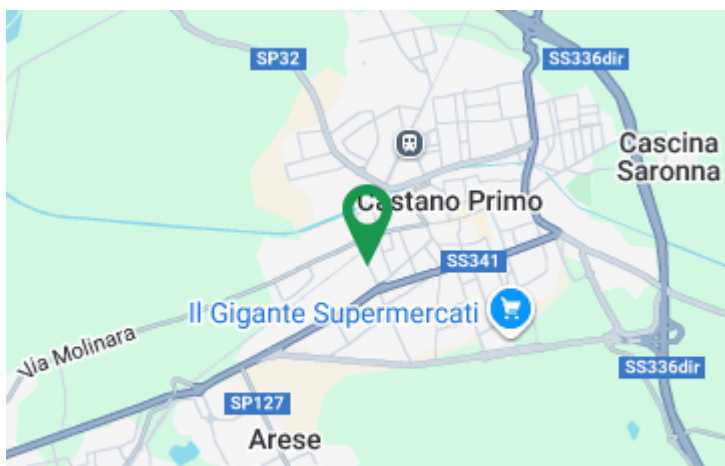 SP32
SS336dir
Cascina
Saronna
Castano Primo
SS341
Il Gigante Supermercati
Via Molinara
SS336dir
SP127
Arese